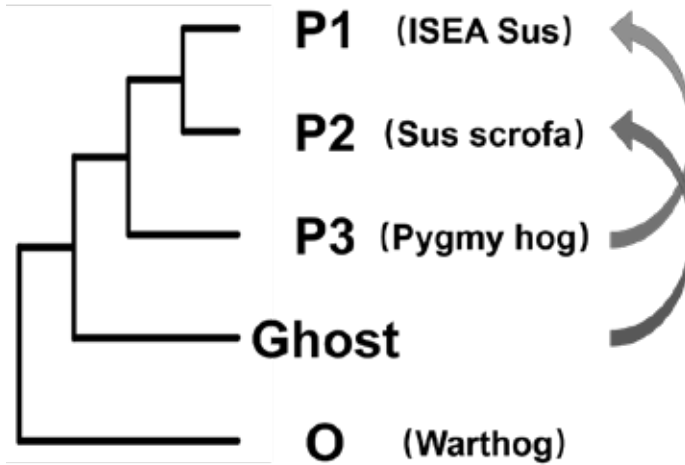 P1 (ISEA Sus)
P2 (Sus scrofa)
P3 (Pygmy hog)
Ghost
O (Warthog)